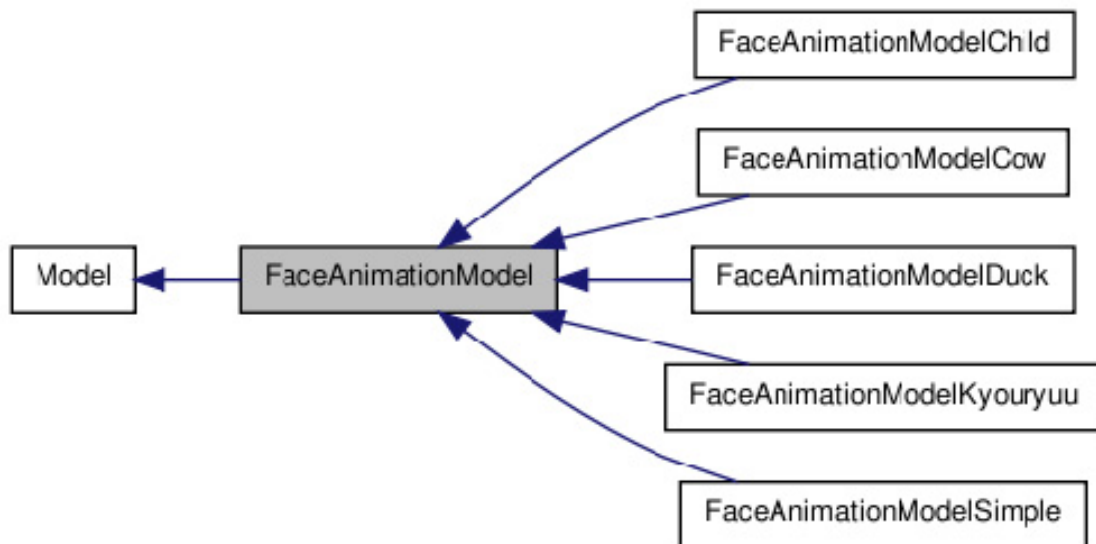 FaceAnimationModelChild
FaceAnimationModelCow
Model
FaceAnimationModel
FaceAnimationModelDuck
FaceAnimationModelKyouryuu
FaceAnimationModelSimple